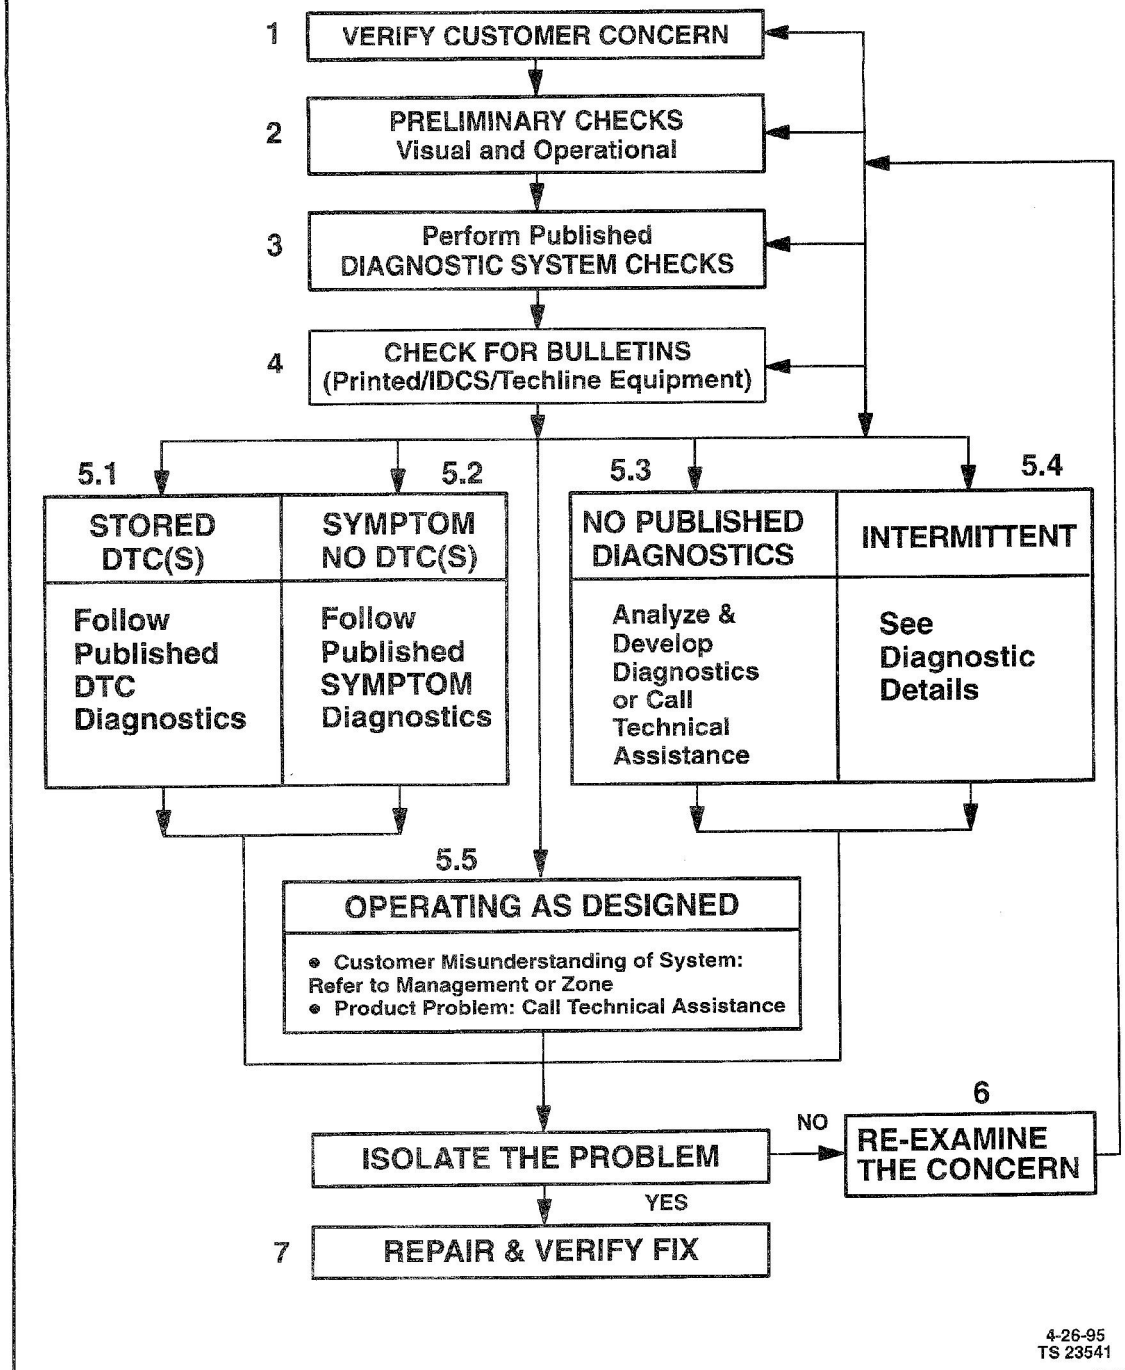 1
VERIFY CUSTOMER CONCERN
2
PRELIMINARY CHECKS
Visual and Operational
3
Perform Published
DIAGNOSTIC SYSTEM CHECKS
4
CHECK FOR BULLETINS
(Printed/IDCS/Techline Equipment)
5.1
STORED
DTC(S)
Follow
Published
DTC
Diagnostics
5.2
SYMPTOM
NO DTC(S)
Follow
Published
SYMPTOM
Diagnostics
5.3
NO PUBLISHED
DIAGNOSTICS
Analyze &
Develop
Diagnostics
or Call
Technical
Assistance
5.4
INTERMITTENT
See
Diagnostic
Details
5.5
OPERATING AS DESIGNED
• Customer Misunderstanding of System:
Refer to Management or Zone
• Product Problem: Call Technical Assistance
ISOLATE THE PROBLEM
NO
6
RE-EXAMINE
THE CONCERN
YES
7
REPAIR & VERIFY FIX
4-26-95
TS 23541